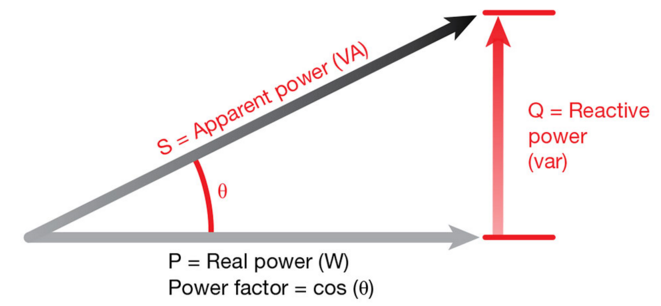 S = Apparent power (VA)
Q = Reactive
power
(var)
θ
P = Real power (W)
Power factor = cos (θ)